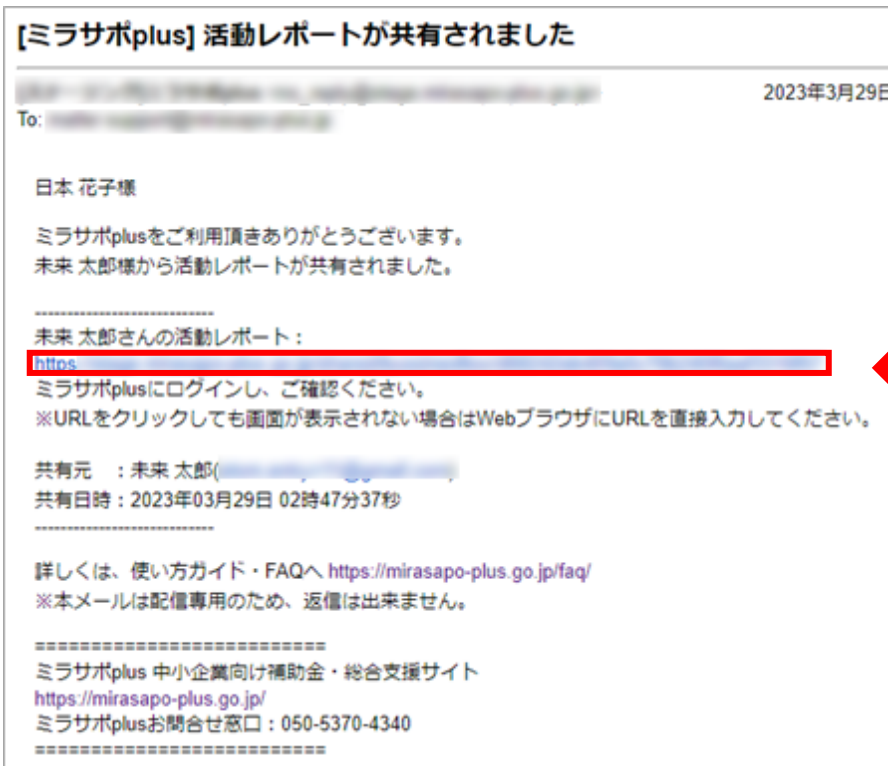 [ミラサポplus] 活動レポートが共有されました
2023年3月29日
To:
日本 花子様
ミラサポplusをご利用頂きありがとうございます。
未来 太郎様から活動レポートが共有されました。
----------------------------
未来 太郎さんの活動レポート：
https
ミラサポplusにログインし、ご確認ください。
※URLをクリックしても画面が表示されない場合はWebブラウザにURLを直接入力してください。
共有元　：未来 太郎(
共有日時：2023年03月29日 02時47分37秒
----------------------------
詳しくは、使い方ガイド・FAQへ https://mirasapo-plus.go.jp/faq/
※本メールは配信専用のため、返信は出来ません。
==========================
ミラサポplus 中小企業向け補助金・総合支援サイト
https://mirasapo-plus.go.jp/
ミラサポplusお問合せ窓口：050-5370-4340
==========================